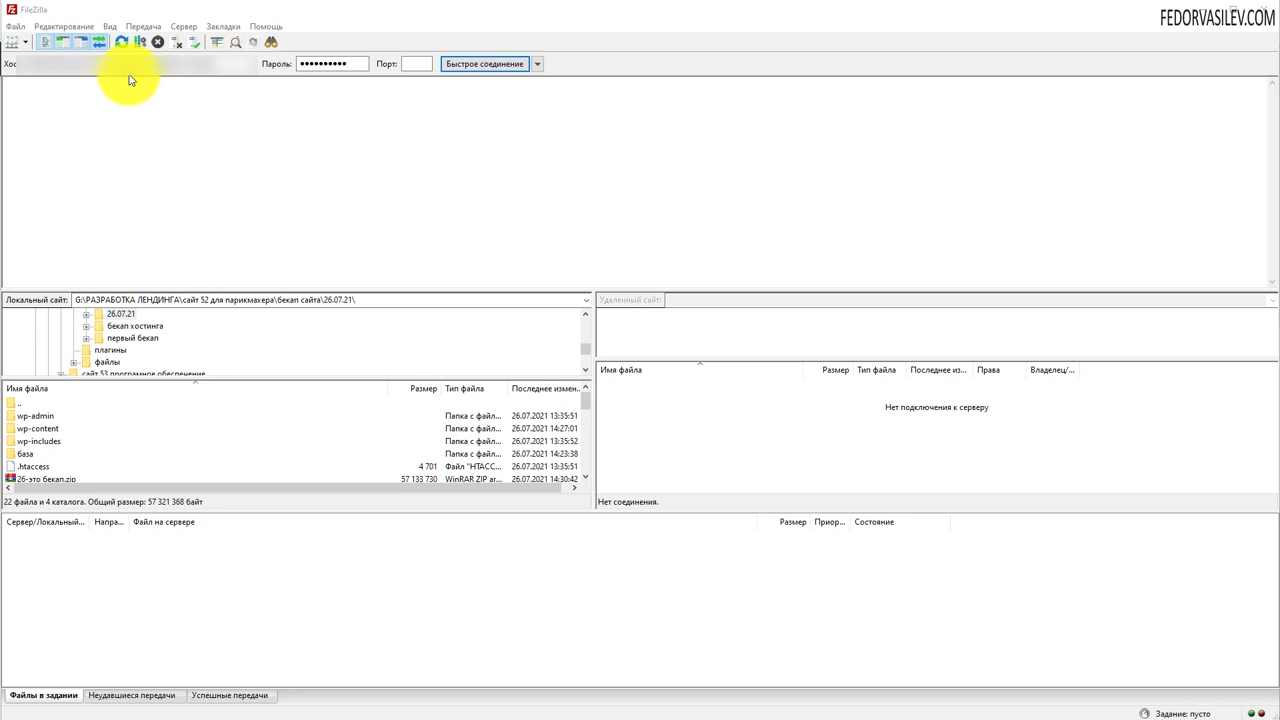 FileZilla
FEDORVASILEV.COM
Файл Редактирование Вид Передача Сервер Закладки Помощь
Хос Пароль: •••••••••• Порт: Быстрое соединение
Локальный сайт: G:\РАЗРАБОТКА ЛЕНДИНГА\сайт 52 для парикмахера\бекап сайта\26.07.21\
Удаленный сайт:
26.07.21
бекап хостинга
первый бекап
плагины
файлы
сайт 53 програмное обеспечение
Имя файла Размер Тип файла Последнее измен...
..
wp-admin Папка с файл... 26.07.2021 13:35:51
wp-content Папка с файл... 26.07.2021 14:27:01
wp-includes Папка с файл... 26.07.2021 13:35:52
база Папка с файл... 26.07.2021 14:23:38
.htaccess 4 701 Файл "HTACC... 26.07.2021 13:35:51
26-это бекап.zip 57 133 730 WinRAR ZIP ar... 26.07.2021 14:30:42
22 файла и 4 каталога. Общий размер: 57 321 368 байт
Имя файла Размер Тип файла Последнее из... Права Владелец/...
Нет подключения к серверу
Нет соединения.
Сервер/Локальный... Напра... Файл на сервере Размер Приор... Состояние
Файлы в задании Неудавшиеся передачи Успешные передачи
Задание: пусто